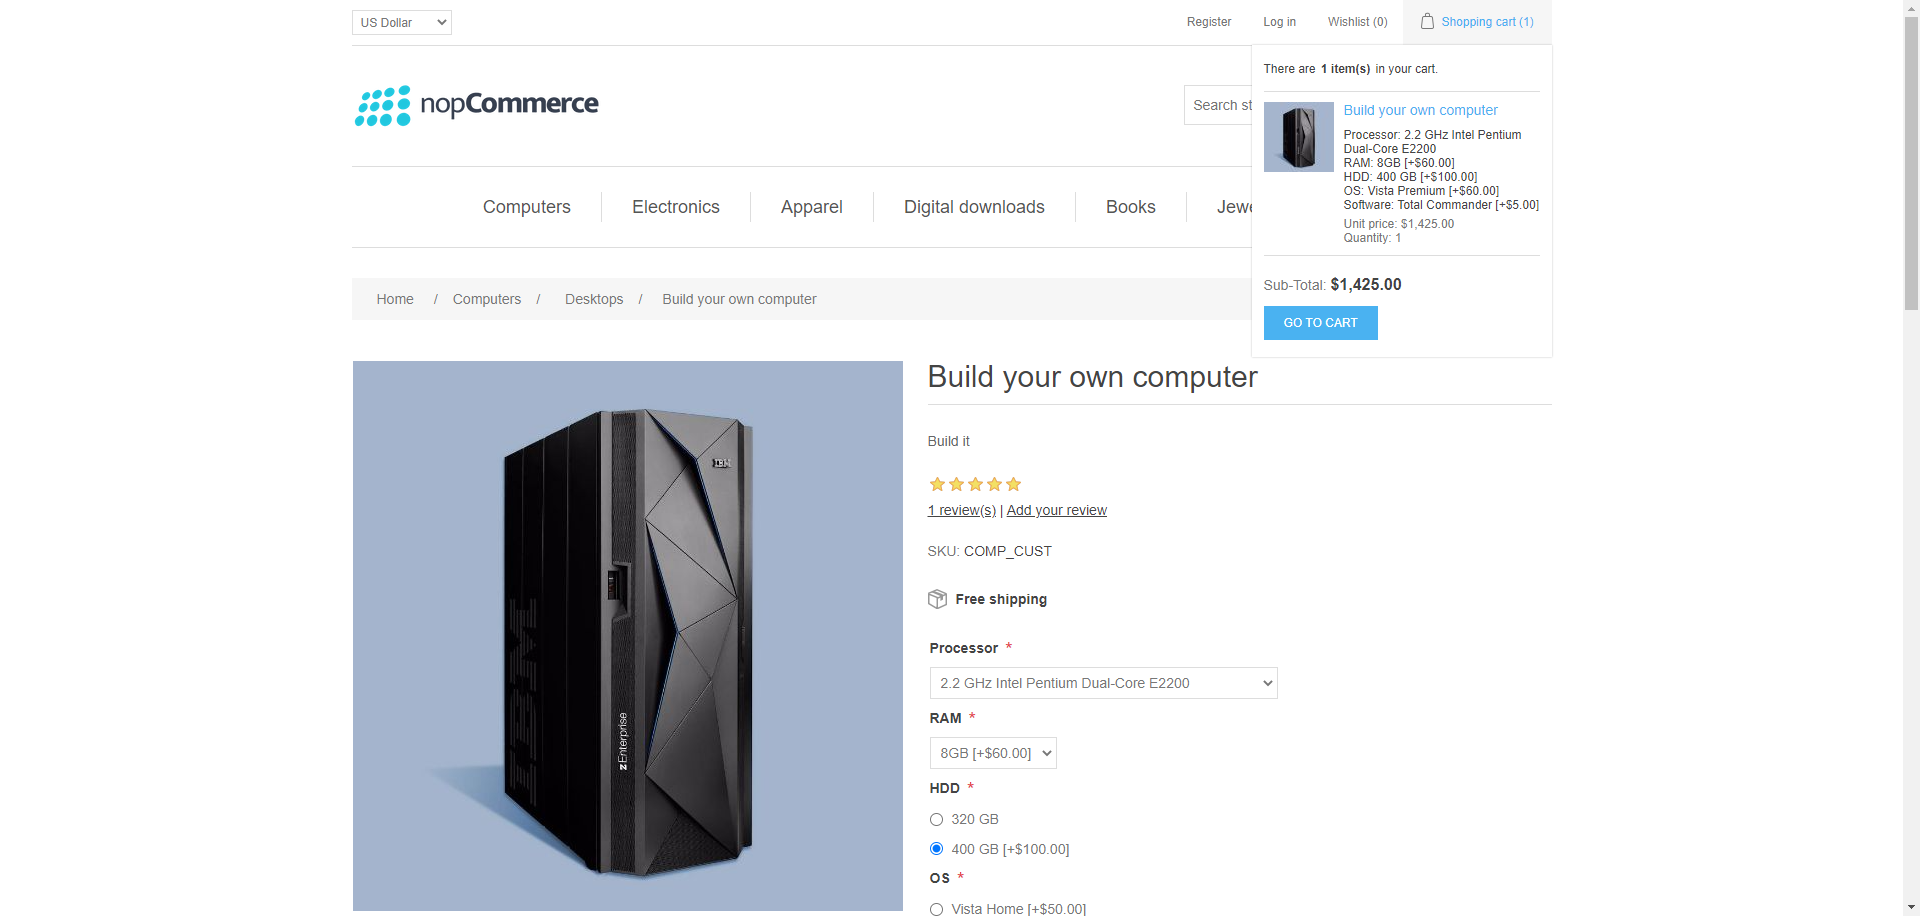 US Dollar
Register
Log in
Wishlist (0)
Shopping cart (1)
There are 1 item(s) in your cart.
nopCommerce
Search st
Build your own computer
Processor: 2.2 GHz Intel Pentium
Dual-Core E2200
RAM: 8GB [+$60.00]
HDD: 400 GB [+$100.00]
OS: Vista Premium [+$60.00]
Software: Total Commander [+$5.00]
Unit price: $1,425.00
Quantity: 1
Sub-Total: $1,425.00
GO TO CART
Computers
Electronics
Apparel
Digital downloads
Books
Jewe
Home / Computers / Desktops / Build your own computer
IBM
IBM
zEnterprise
Build your own computer
Build it
1 review(s) | Add your review
SKU: COMP_CUST
Free shipping
Processor *
2.2 GHz Intel Pentium Dual-Core E2200
RAM *
8GB [+$60.00]
HDD *
320 GB
400 GB [+$100.00]
OS *
Vista Home [+$50.00]